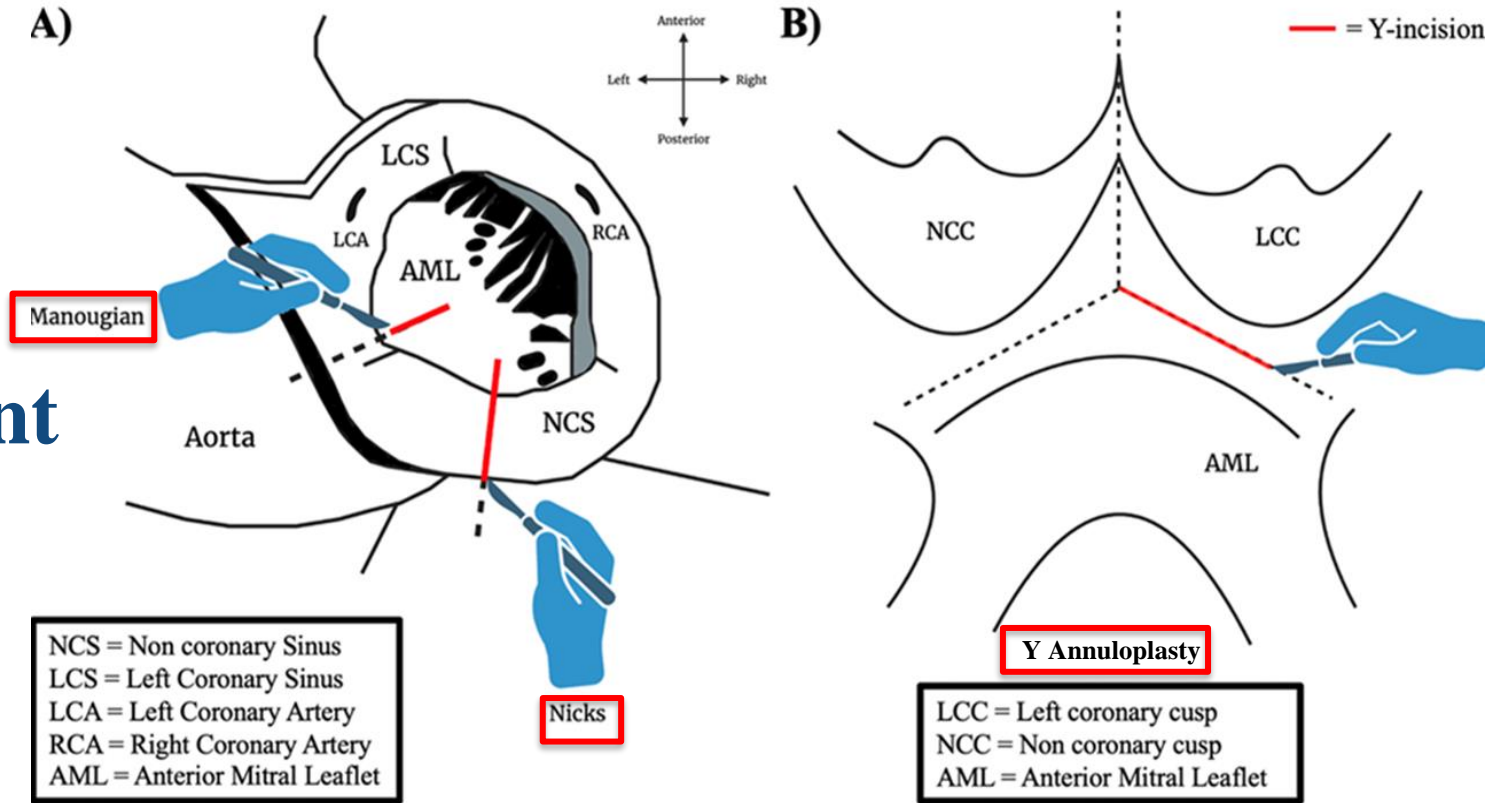 A)
Anterior
Left
Right
Posterior
LCS
LCA
RCA
AML
Manougian
nt
Aorta
NCS
Nicks
NCS = Non coronary Sinus
LCS = Left Coronary Sinus
LCA = Left Coronary Artery
RCA = Right Coronary Artery
AML = Anterior Mitral Leaflet
B)
= Y-incision
NCC
LCC
AML
Y Annuloplasty
LCC = Left coronary cusp
NCC = Non coronary cusp
AML = Anterior Mitral Leaflet